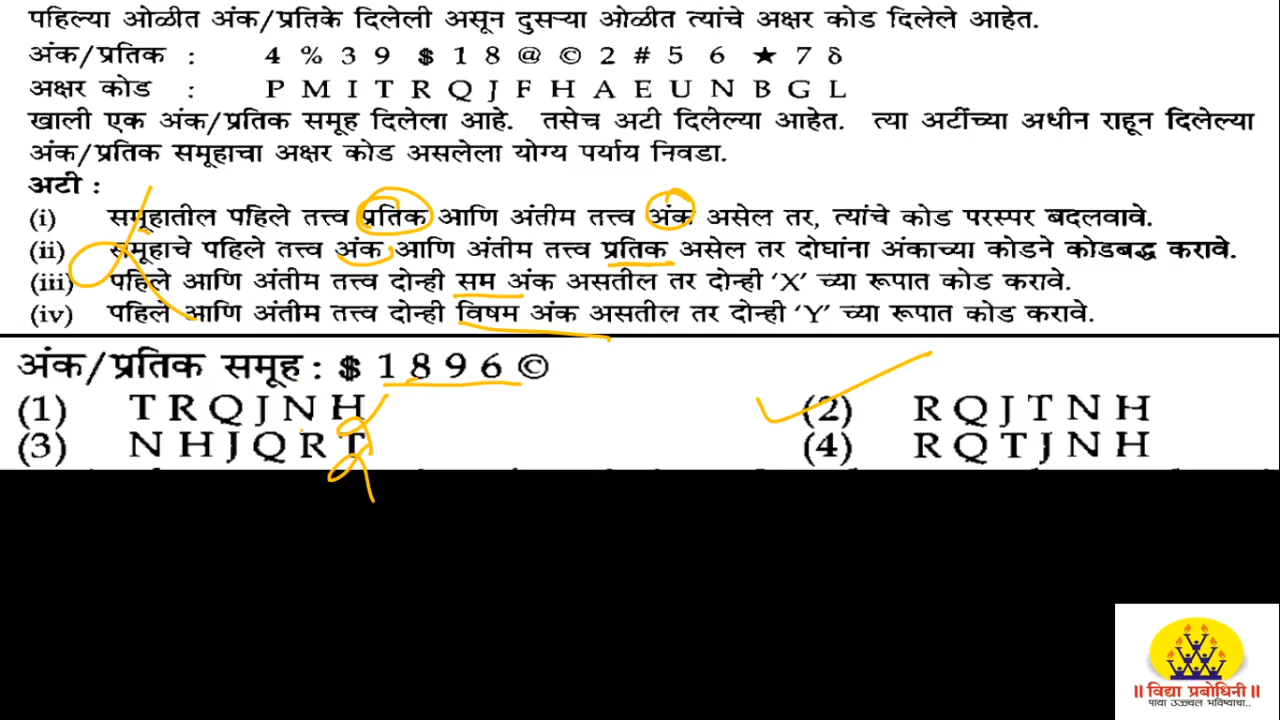 पहिल्या ओळीत अंक/प्रतिके दिलेली असून दुसऱ्या ओळीत त्यांचे अक्षर कोड दिलेले आहेत.
अंक/प्रतिक : 4 % 3 9 $ 1 8 @ © 2 # 5 6 ★ 7 δ
अक्षर कोड : P M I T R Q J F H A E U N B G L
खाली एक अंक/प्रतिक समूह दिलेला आहे. तसेच अटी दिलेल्या आहेत. त्या अटींच्या अधीन राहून दिलेल्या
अंक/प्रतिक समूहाचा अक्षर कोड असलेला योग्य पर्याय निवडा.
अटी :
(i) समूहातील पहिले तत्त्व प्रतिक आणि अंतीम तत्त्व अंक असेल तर, त्यांचे कोड परस्पर बदलवावे.
(ii) समूहाचे पहिले तत्त्व अंक आणि अंतीम तत्त्व प्रतिक असेल तर दोघांना अंकाच्या कोडने कोडबद्ध करावे.
(iii) पहिले आणि अंतीम तत्त्व दोन्ही सम अंक असतील तर दोन्ही 'X' च्या रूपात कोड करावे.
(iv) पहिले आणि अंतीम तत्त्व दोन्ही विषम अंक असतील तर दोन्ही 'Y' च्या रूपात कोड करावे.
अंक/प्रतिक समूह : $ 1 8 9 6 ©
(1) T R Q J N H (2) R Q J T N H
(3) N H J Q R T (4) R Q T J N H
॥ विद्या प्रबोधिनी ॥
पाया उज्ज्वल भविष्याचा..